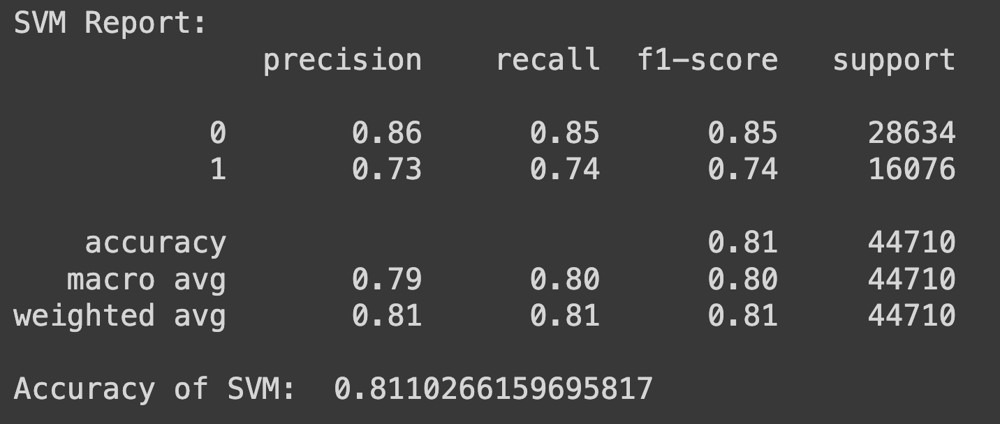 SVM Report:
precision recall f1-score support
0 0.86 0.85 0.85 28634
1 0.73 0.74 0.74 16076
accuracy 0.81 44710
macro avg 0.79 0.80 0.80 44710
weighted avg 0.81 0.81 0.81 44710
Accuracy of SVM: 0.8110266159695817